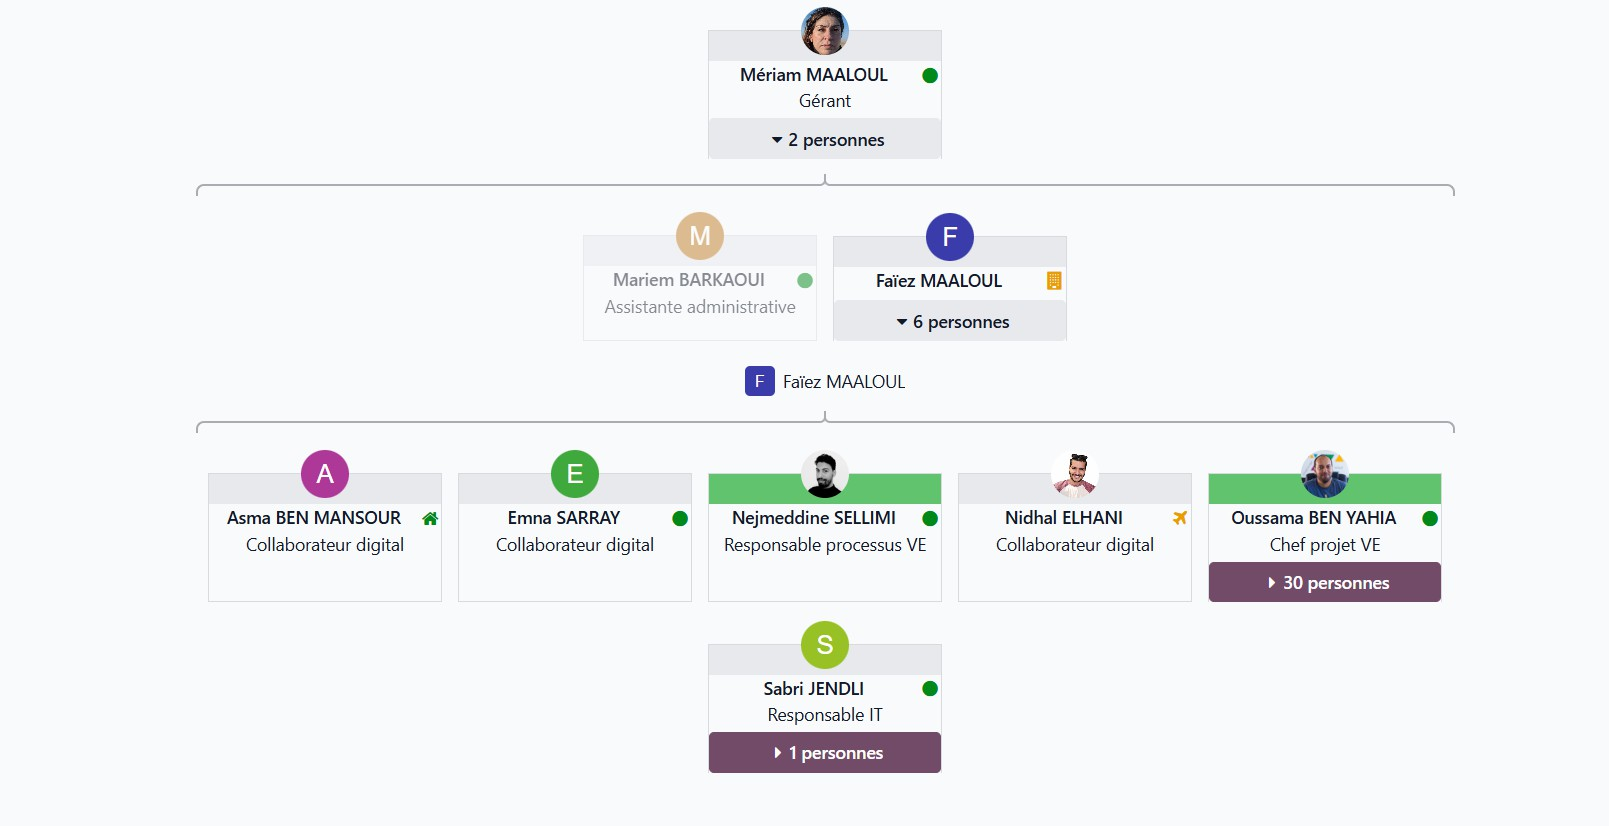 Mériam MAALOUL
Gérant
2 personnes
M
F
Mariem BARKAOUI
Faïez MAALOUL
Assistante administrative
6 personnes
F Faïez MAALOUL
A
E
Asma BEN MANSOUR
Emna SARRAY
Nejmeddine SELLIMI
Nidhal ELHANI
Oussama BEN YAHIA
Collaborateur digital
Collaborateur digital
Responsable processus VE
Collaborateur digital
Chef projet VE
30 personnes
S
Sabri JENDLI
Responsable IT
1 personnes